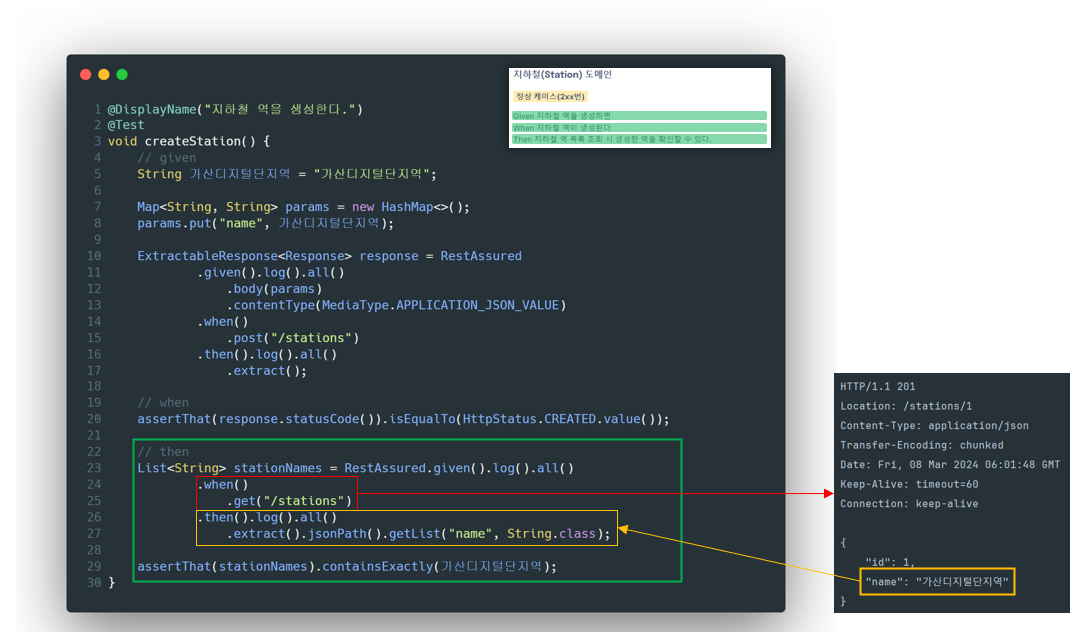 지하철(Station) 도메인
정상 케이스(2xx번)
Given 지하철 역을 생성하면
When 지하철 역이 생성된다
Then 지하철 역 목록 조회 시 생성한 역을 확인할 수 있다.
1 @DisplayName("지하철 역을 생성한다.")
2 @Test
3 void createStation() {
4     // given
5     String 가산디지털단지역 = "가산디지털단지역";
6
7     Map<String, String> params = new HashMap<>();
8     params.put("name", 가산디지털단지역);
9
10     ExtractableResponse<Response> response = RestAssured
11             .given().log().all()
12                 .body(params)
13                 .contentType(MediaType.APPLICATION_JSON_VALUE)
14             .when()
15                 .post("/stations")
16             .then().log().all()
17                 .extract();
18
19     // when
20     assertThat(response.statusCode()).isEqualTo(HttpStatus.CREATED.value());
21
22     // then
23     List<String> stationNames = RestAssured.given().log().all()
24             .when()
25                 .get("/stations")
26             .then().log().all()
27                 .extract().jsonPath().getList("name", String.class);
28
29     assertThat(stationNames).containsExactly(가산디지털단지역);
30 }
HTTP/1.1 201
Location: /stations/1
Content-Type: application/json
Transfer-Encoding: chunked
Date: Fri, 08 Mar 2024 06:01:48 GMT
Keep-Alive: timeout=60
Connection: keep-alive
{
    "id": 1,
    "name": "가산디지털단지역"
}